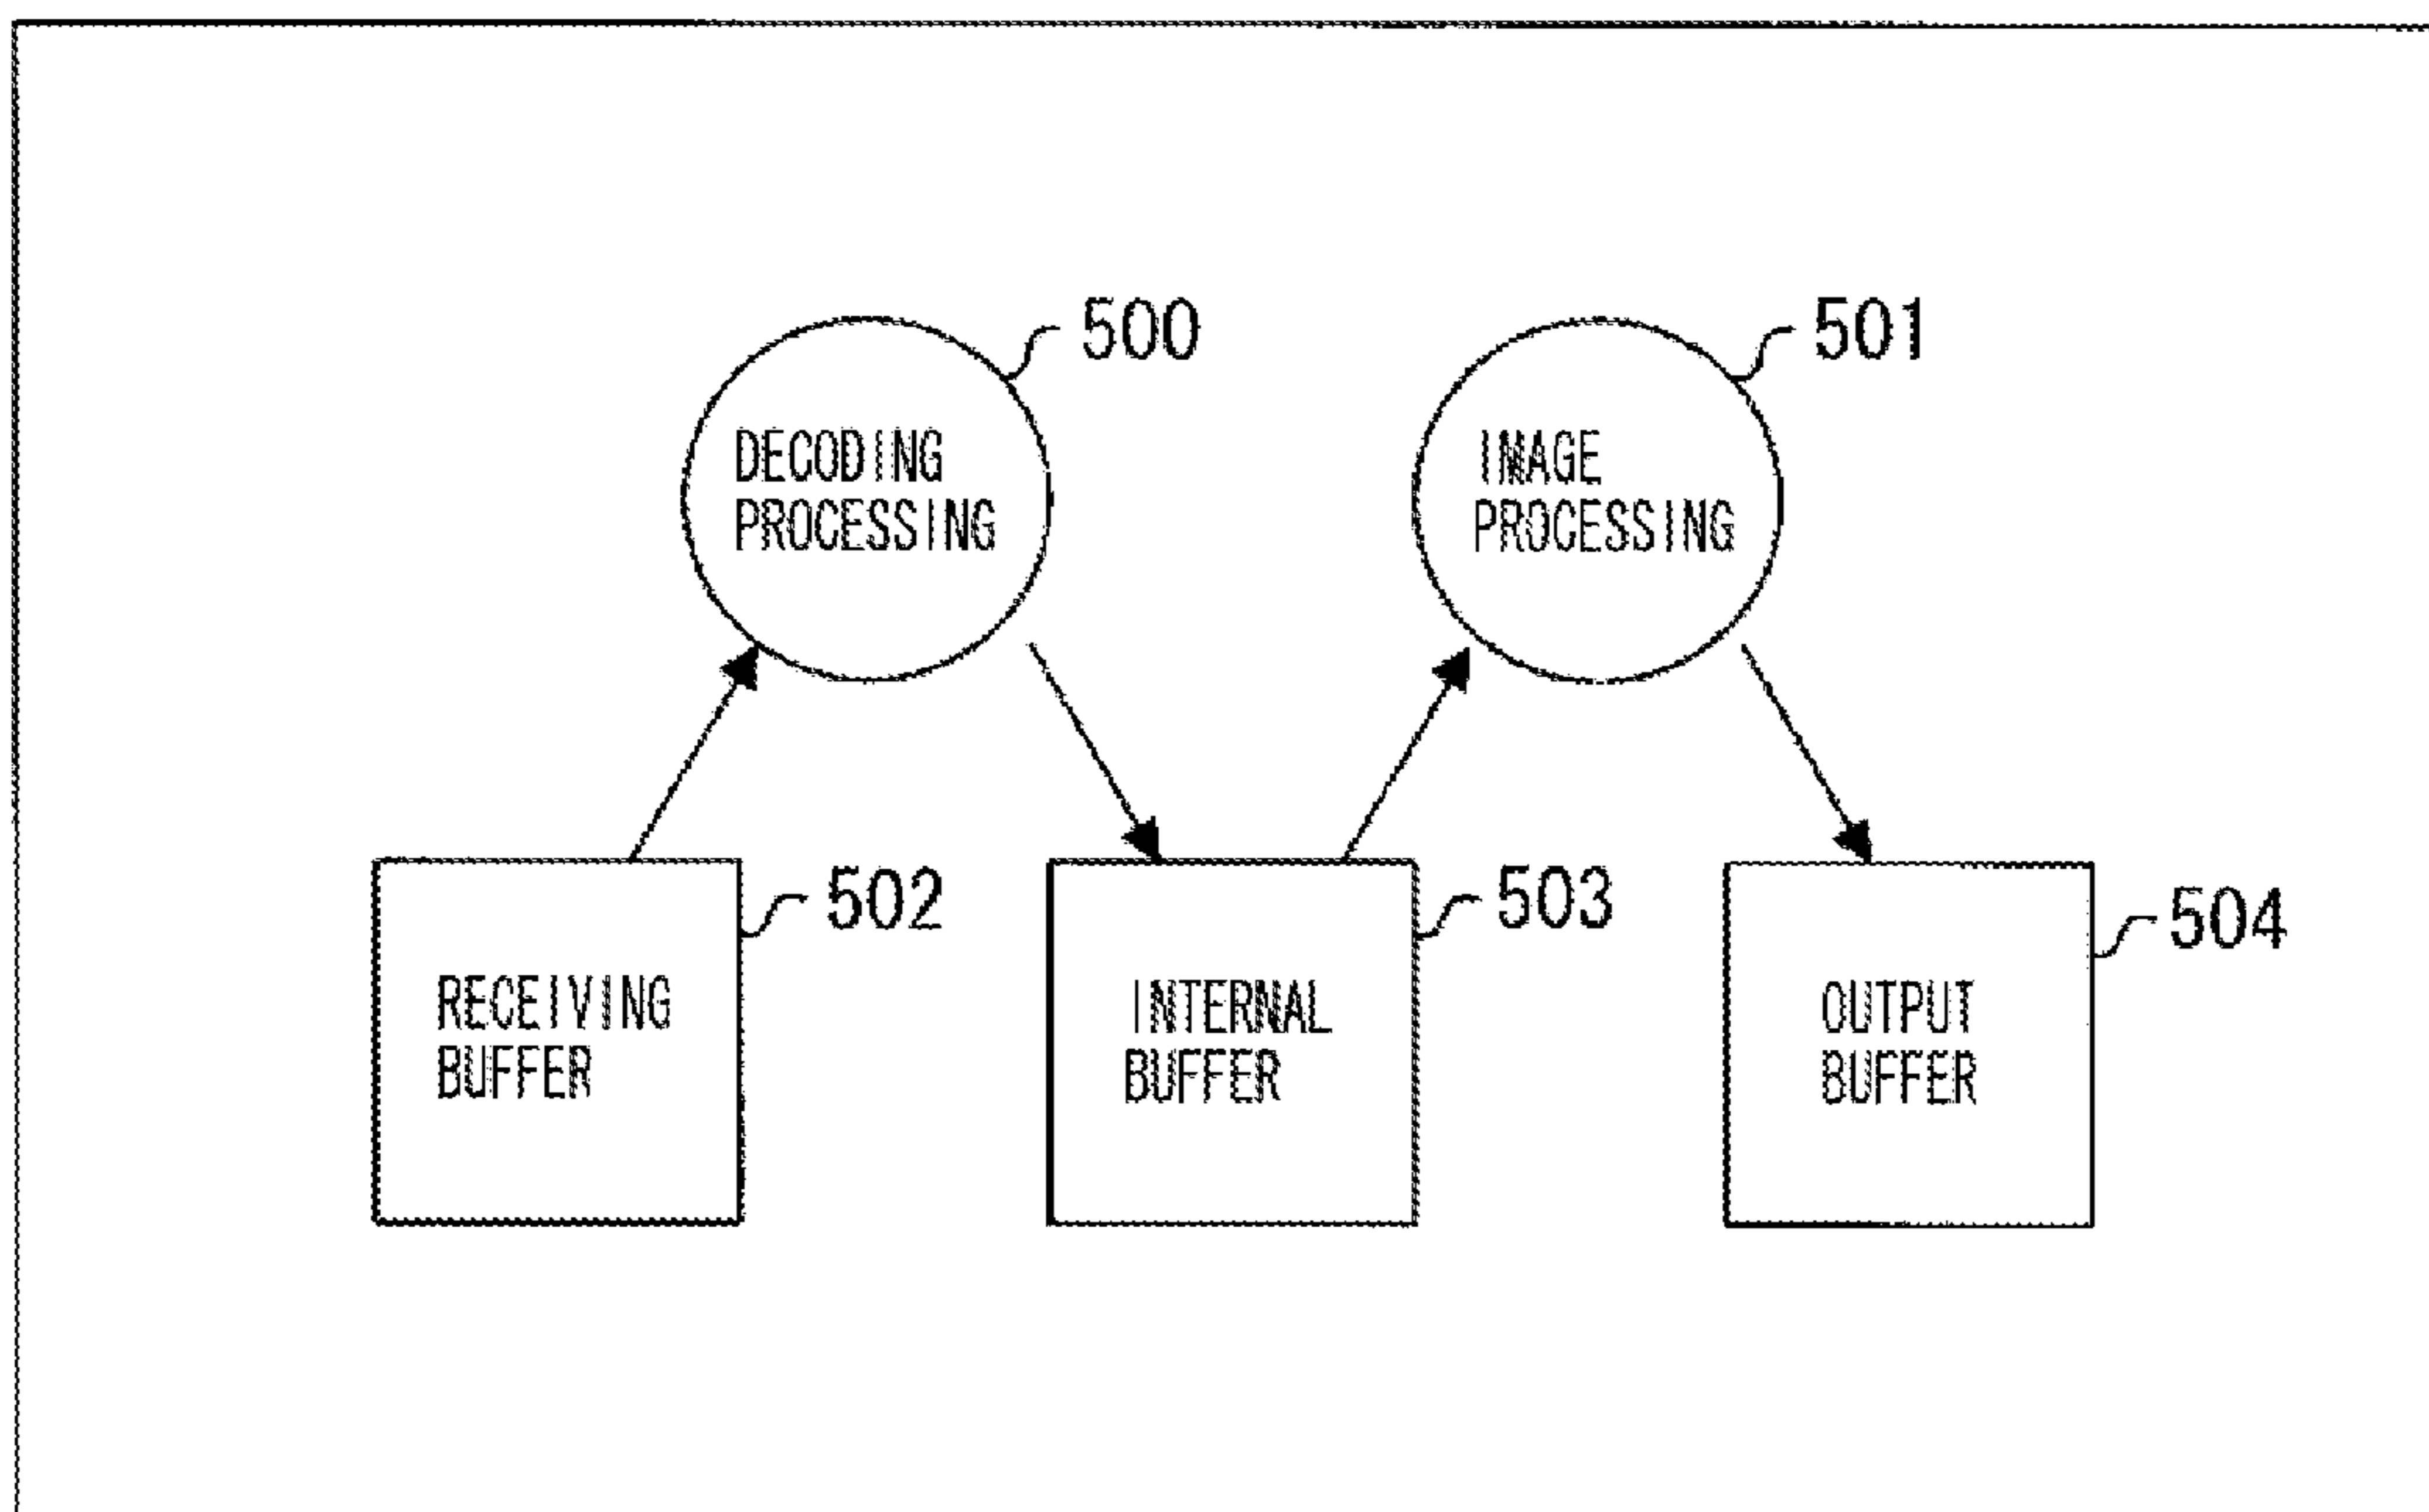 500
501
DECODING
PROCESSING
IMAGE
PROCESSING
502
503
504
RECEIVING
BUFFER
INTERNAL
BUFFER
OUTPUT
BUFFER